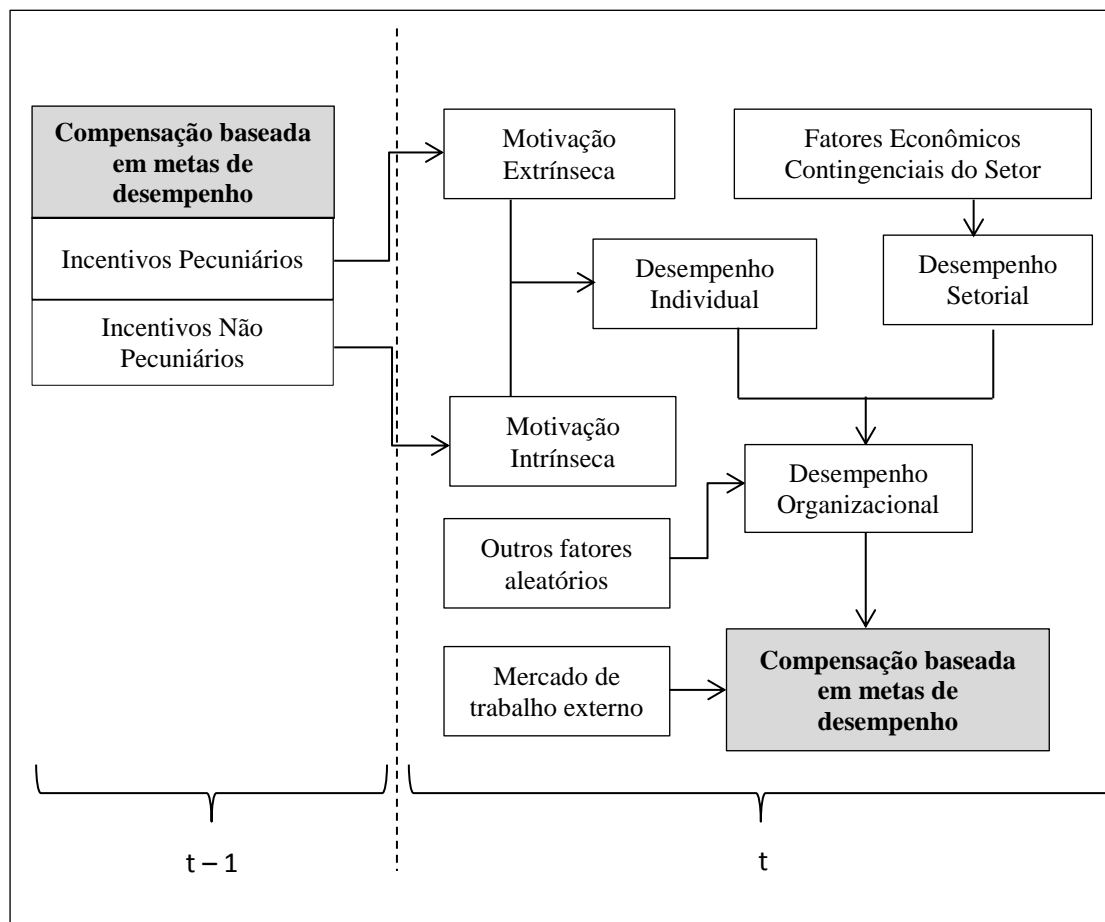 Compensação baseada
em metas de
desempenho
Incentivos Pecuniários
Incentivos Não
Pecuniários
Motivação
Extrínseca
Fatores Econômicos
Contingenciais do Setor
Desempenho
Individual
Desempenho
Setorial
Motivação
Intrínseca
Desempenho
Organizacional
Outros fatores
aleatórios
Mercado de
trabalho externo
Compensação baseada
em metas de
desempenho
t – 1
t